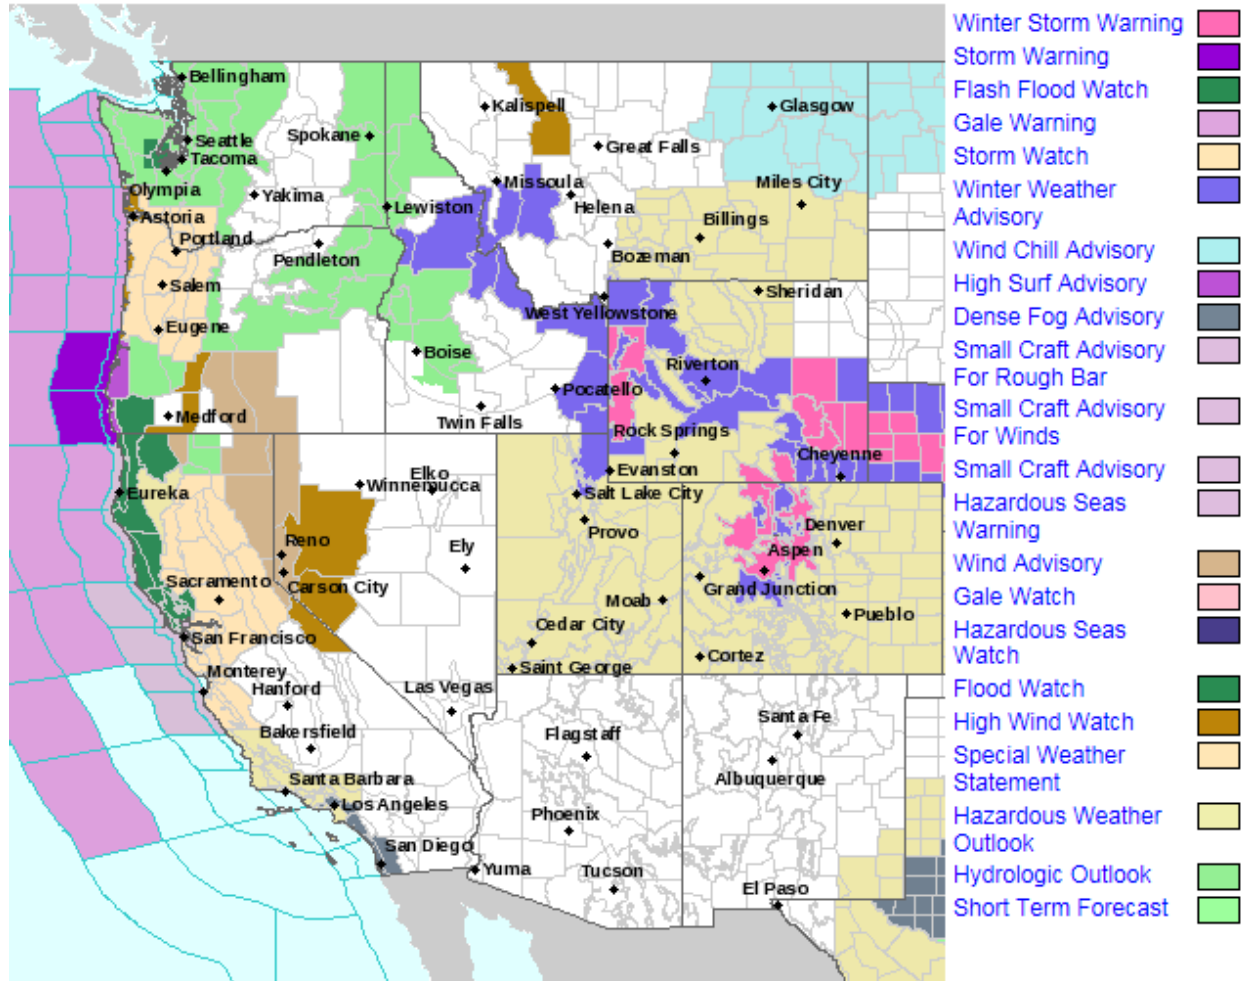 Bellingham
Seattle
Tacoma
Spokane
Olympia
Yakima
Astoria
Portland
Lewiston
Pendleton
Salem
Eugene
Medford
Kalispell
Great Falls
Glasgow
Missoula
Helena
Miles City
Billings
Bozeman
West Yellowstone
Sheridan
Boise
Riverton
Pocatello
Twin Falls
Rock Springs
Cheyenne
Evanston
Elko
Winnemucca
Eureka
Salt Lake City
Provo
Denver
Reno
Ely
Aspen
Sacramento
Carson City
Grand Junction
Moab
Pueblo
San Francisco
Cedar City
Cortez
Saint George
Monterey
Hanford
Las Vegas
Bakersfield
Flagstaff
Santa Fe
Albuquerque
Santa Barbara
Los Angeles
Phoenix
San Diego
Yuma
Tucson
El Paso
Winter Storm Warning
Storm Warning
Flash Flood Watch
Gale Warning
Storm Watch
Winter Weather
Advisory
Wind Chill Advisory
High Surf Advisory
Dense Fog Advisory
Small Craft Advisory
For Rough Bar
Small Craft Advisory
For Winds
Small Craft Advisory
Hazardous Seas
Warning
Wind Advisory
Gale Watch
Hazardous Seas
Watch
Flood Watch
High Wind Watch
Special Weather
Statement
Hazardous Weather
Outlook
Hydrologic Outlook
Short Term Forecast